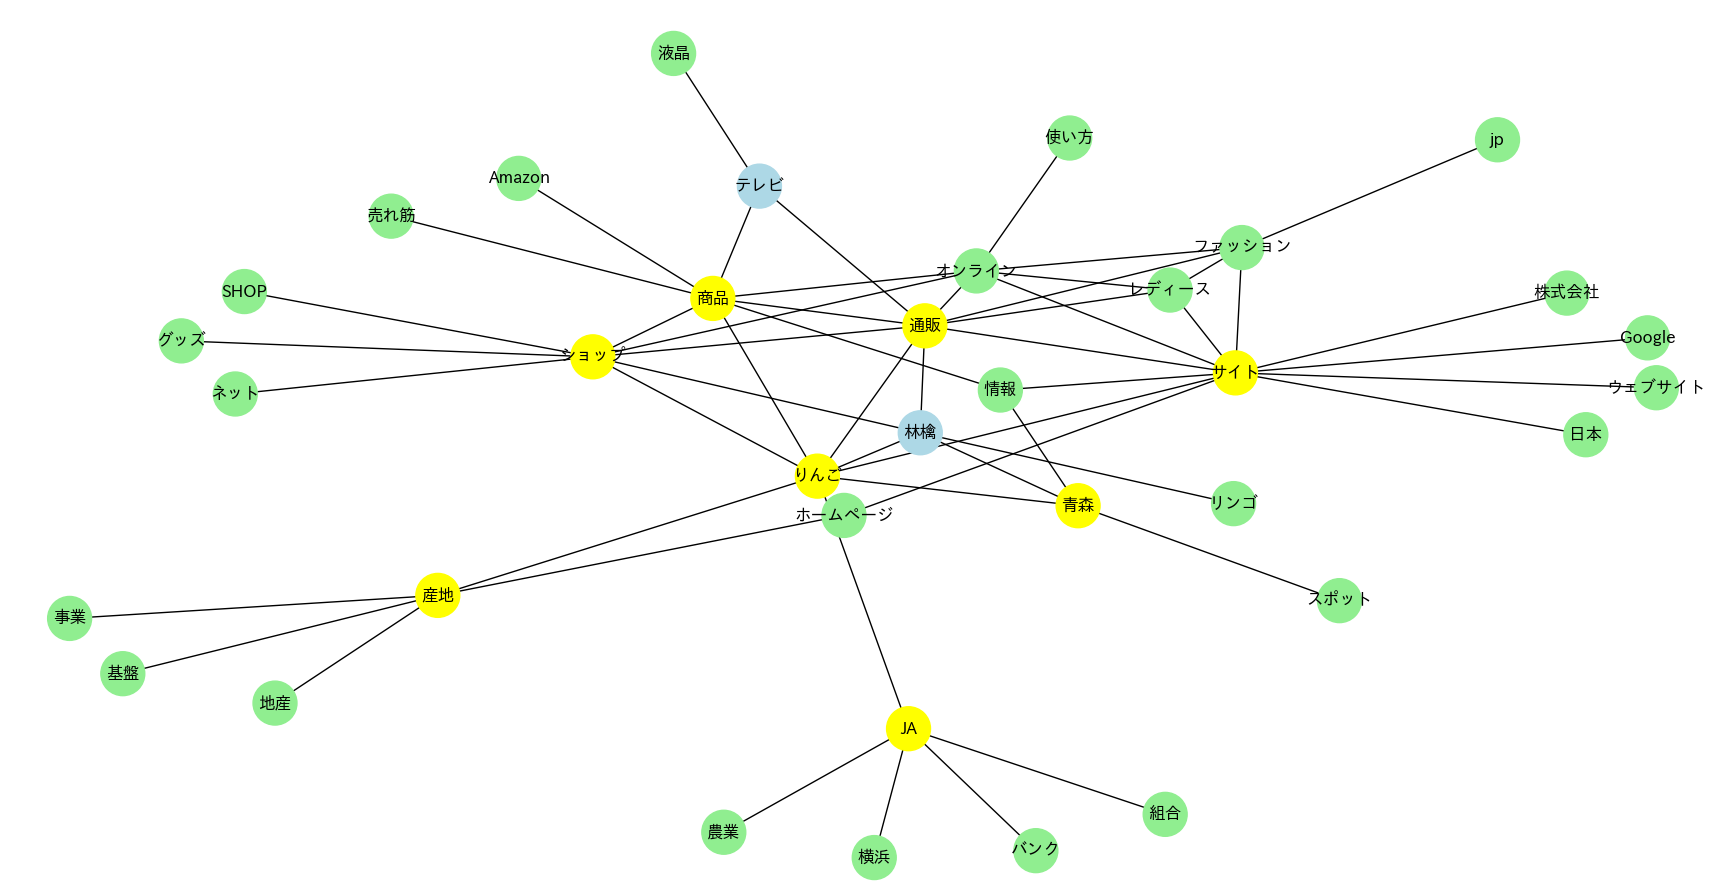 液晶
使い方
jp
Amazon
テレビ
売れ筋
ファッション
オンライン
レディース
SHOP
株式会社
商品
通販
グッズ
Google
ショップ
サイト
ウェブサイト
ネット
情報
林檎
日本
りんご
リンゴ
青森
ホームページ
産地
スポット
事業
基盤
地産
JA
組合
農業
バンク
横浜